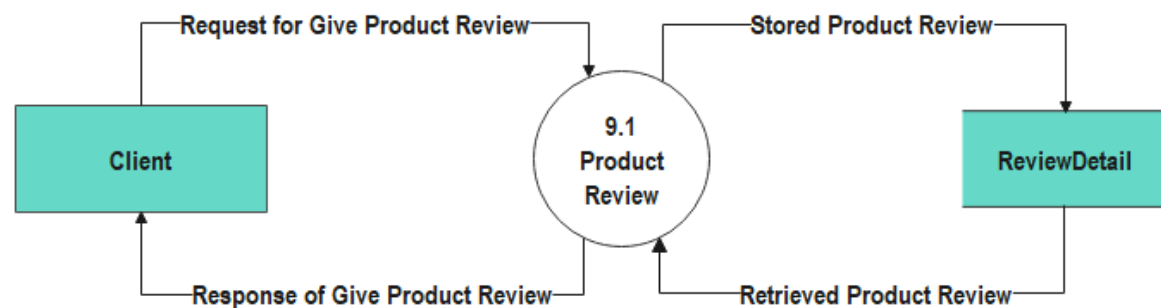 Request for Give Product Review
Stored Product Review
Client
9.1
Product
Review
ReviewDetail
Response of Give Product Review
Retrieved Product Review